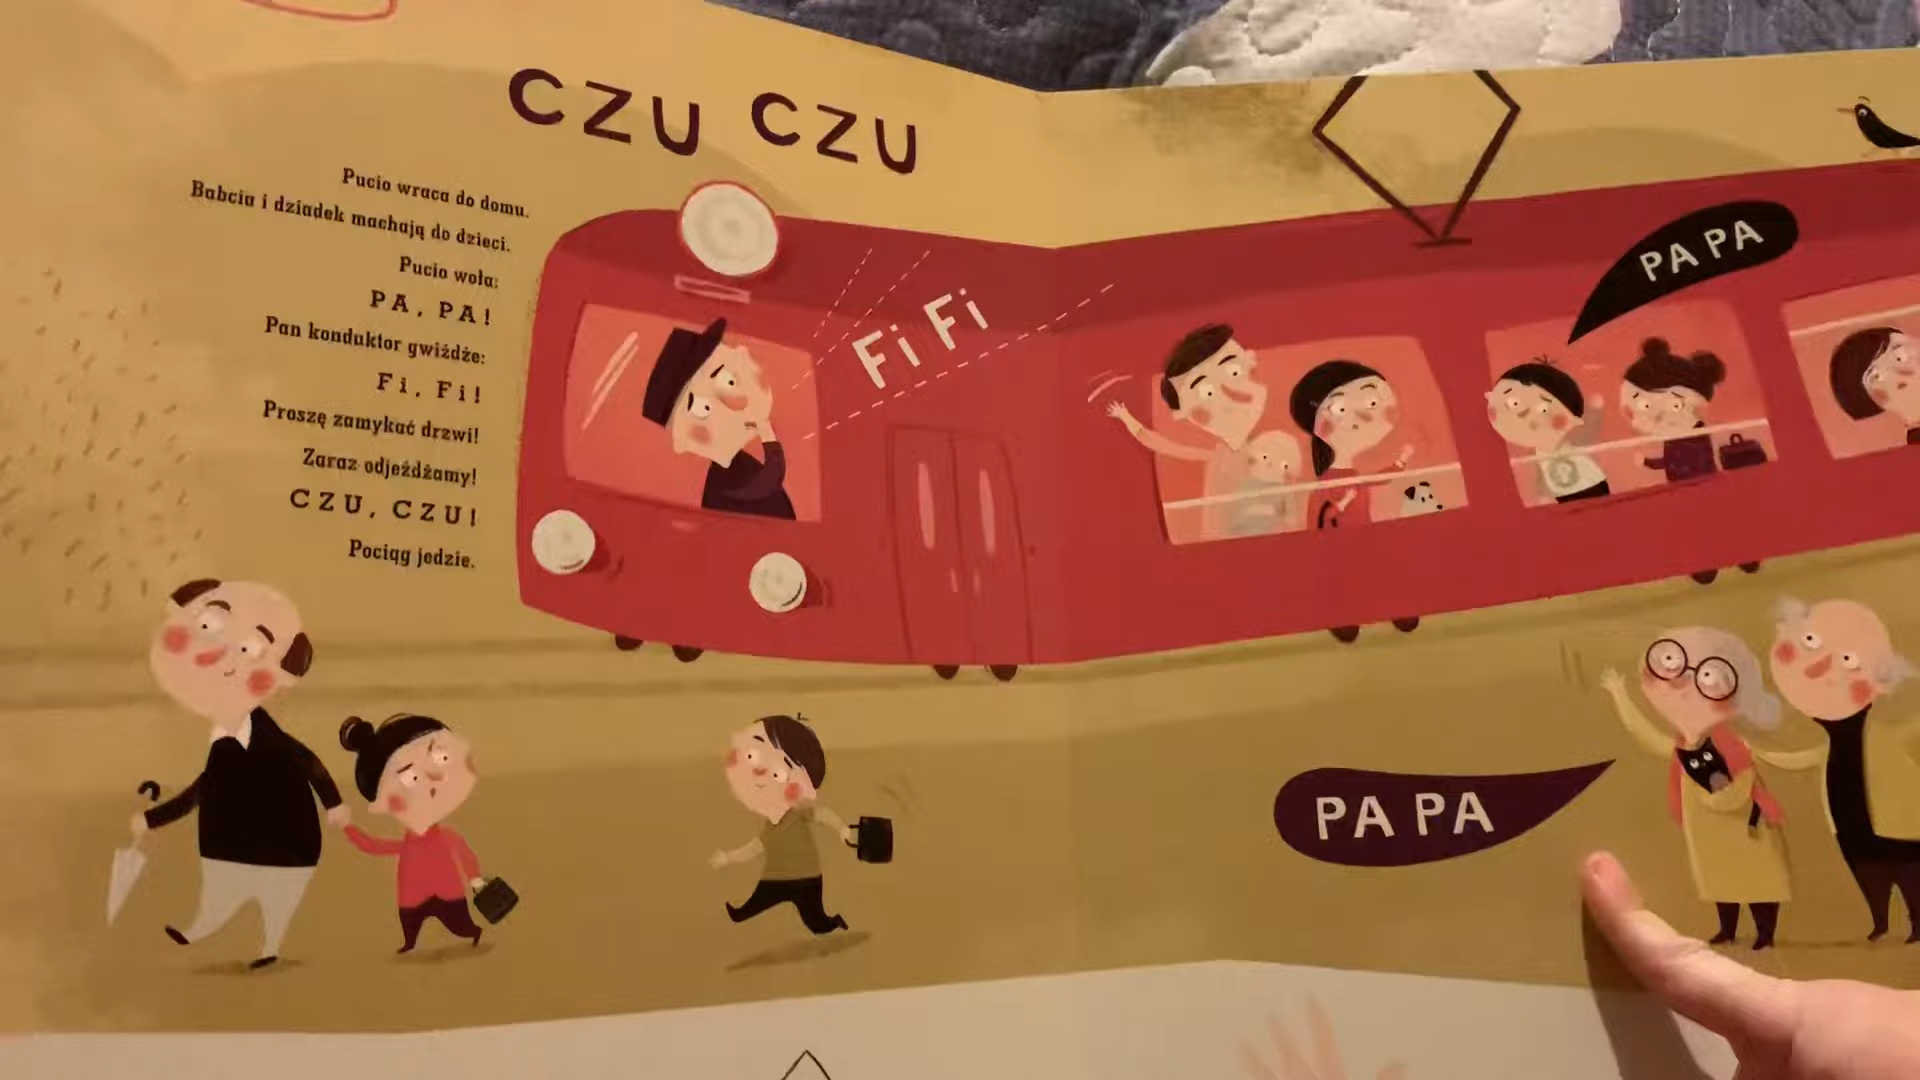 CZU CZU
Pucio wraca do domu.
Babcia i dziadek machają do dzieci.
Pucio woła:
PA, PA!
Pan konduktor gwiżdże:
Fi, Fi!
Proszę zamykać drzwi!
Zaraz odjeżdżamy!
CZU, CZU!
Pociąg jedzie.
Fi Fi
PA PA
PA PA